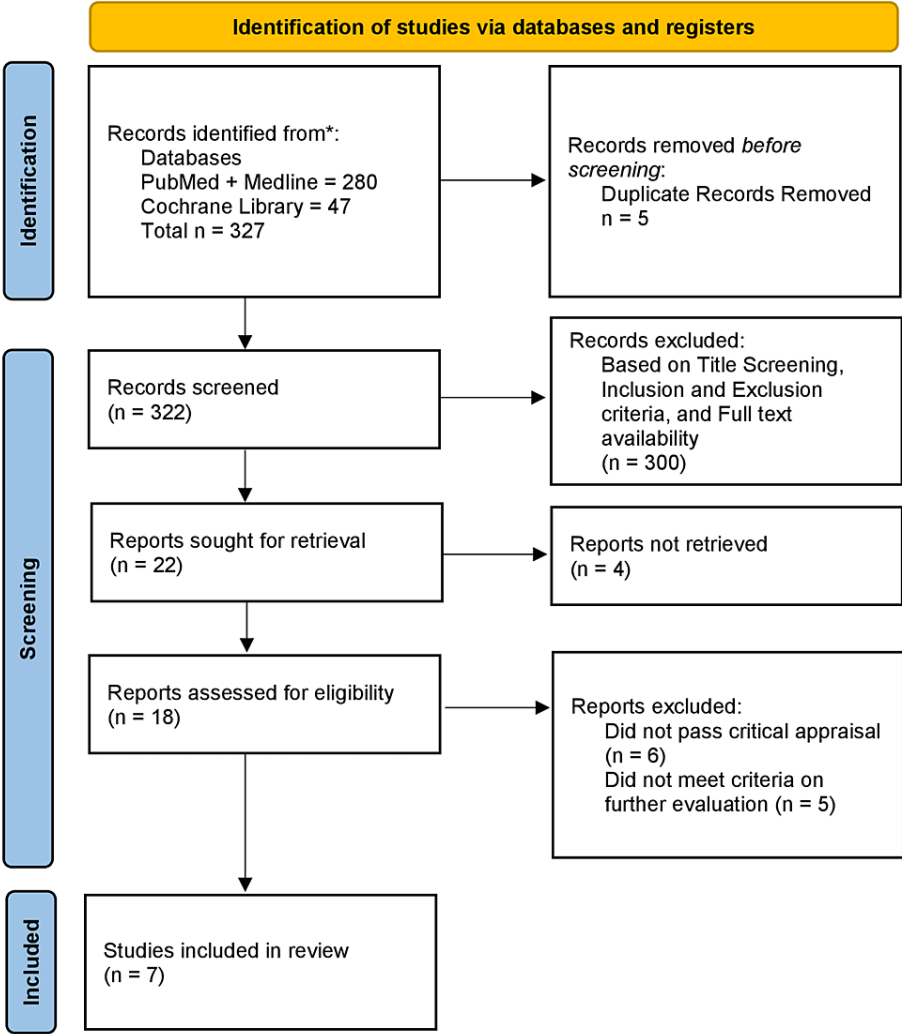 Identification of studies via databases and registers
Identification
Records identified from*:
Databases
PubMed + Medline = 280
Cochrane Library = 47
Total n = 327
Records removed before
screening:
Duplicate Records Removed
n = 5
Screening
Records screened
(n = 322)
Records excluded:
Based on Title Screening,
Inclusion and Exclusion
criteria, and Full text
availability
(n = 300)
Reports sought for retrieval
(n = 22)
Reports not retrieved
(n = 4)
Reports assessed for eligibility
(n = 18)
Reports excluded:
Did not pass critical appraisal
(n = 6)
Did not meet criteria on
further evaluation (n = 5)
Included
Studies included in review
(n = 7)